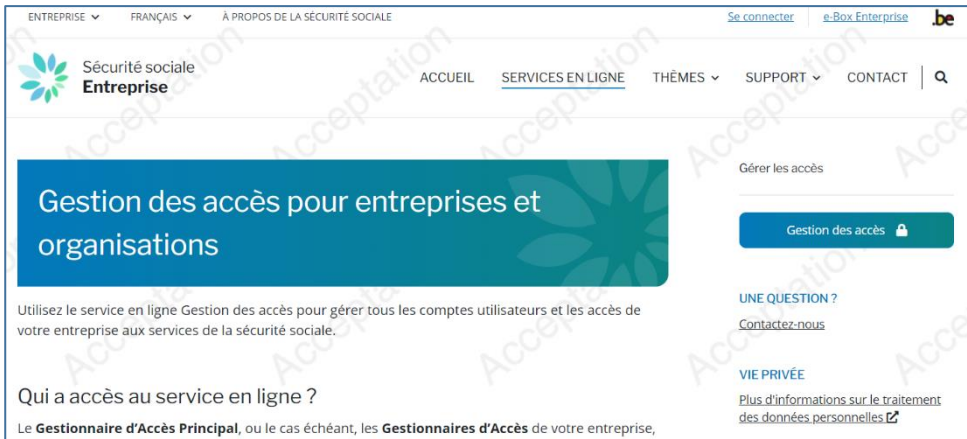 ENTREPRISE FRANÇAIS À PROPOS DE LA SÉCURITÉ SOCIALE Se connecter e-Box Enterprise .be
Sécurité sociale
Entreprise
ACCUEIL SERVICES EN LIGNE THÈMES SUPPORT CONTACT
Gestion des accès pour entreprises et
organisations
Utilisez le service en ligne Gestion des accès pour gérer tous les comptes utilisateurs et les accès de
votre entreprise aux services de la sécurité sociale.
Qui a accès au service en ligne ?
Le Gestionnaire d'Accès Principal, ou le cas échéant, les Gestionnaires d'Accès de votre entreprise,
Gérer les accès
Gestion des accès
UNE QUESTION ?
Contactez-nous
VIE PRIVÉE
Plus d'informations sur le traitement
des données personnelles
Acceptation